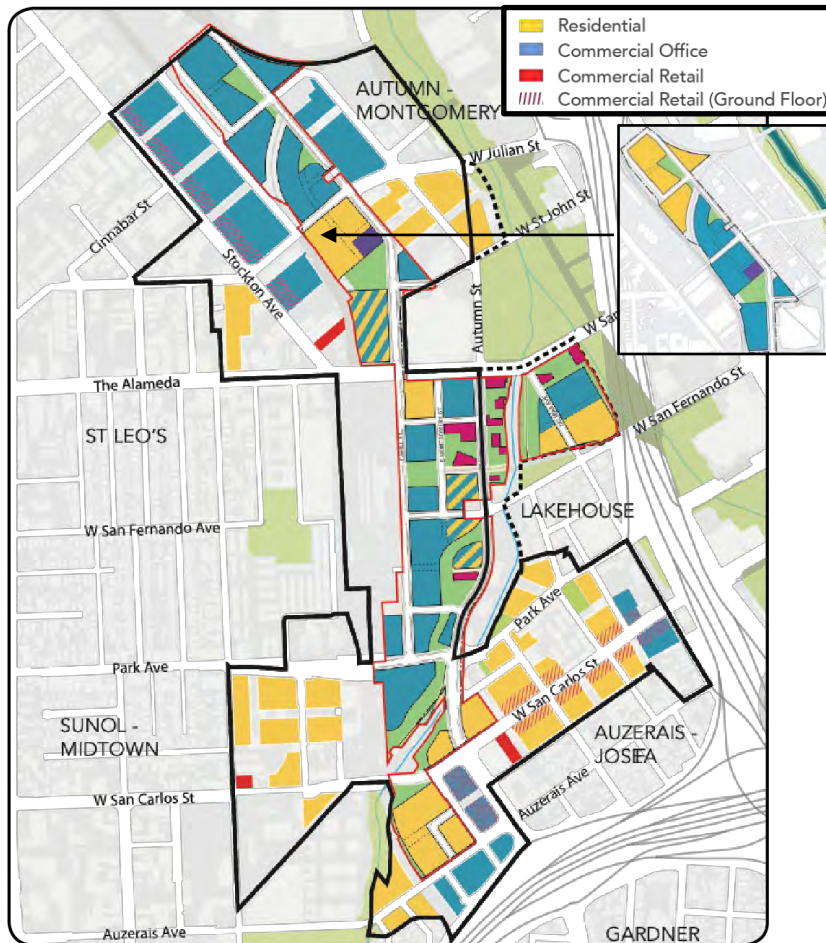 Residential
Commercial Office
Commercial Retail
Commercial Retail (Ground Floor)
AUTUMN -
MONTGOMERY
W Julian St
W St John St
Cinnabar St
Stockton Ave
Autumn St
W San
The Alameda
W San Fernando St
ST LEO'S
LAKEHOUSE
W San Fernando Ave
Park Ave
Park Ave
W San Carlos St
SUNOL -
MIDTOWN
AUZERAIS -
JOSEFA
Auzerais Ave
W San Carlos St
Auzerais Ave
GARDNER